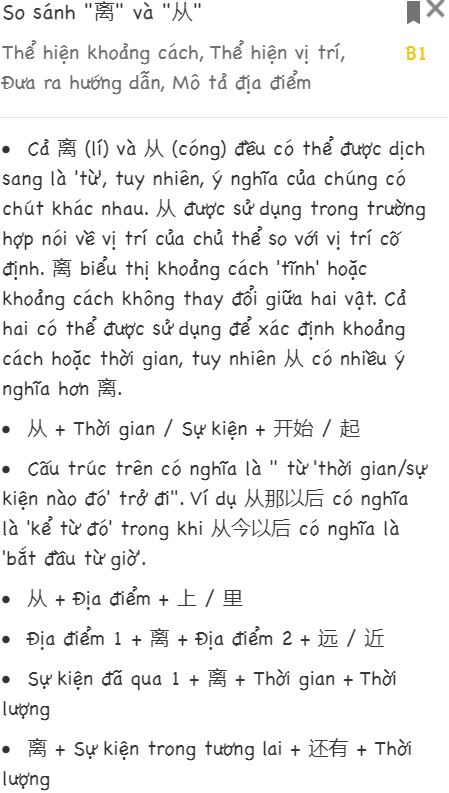 So sánh "离" và "从"
Thể hiện khoảng cách, Thể hiện vị trí,
Đưa ra hướng dẫn, Mô tả địa điểm
B1
• Cả 离 (lí) và 从 (cóng) đều có thể được dịch
sang là 'từ', tuy nhiên, ý nghĩa của chúng có
chút khác nhau. 从 được sử dụng trong trường
hợp nói về vị trí của chủ thể so với vị trí cố
định. 离 biểu thị khoảng cách 'tĩnh' hoặc
khoảng cách không thay đổi giữa hai vật. Cả
hai có thể được sử dụng để xác định khoảng
cách hoặc thời gian, tuy nhiên 从 có nhiều ý
nghĩa hơn 离.
• 从 + Thời gian / Sự kiện + 开始 / 起
• Cấu trúc trên có nghĩa là " từ 'thời gian/sự
kiện nào đó' trở đi". Ví dụ 从那以后 có nghĩa
là 'kể từ đó' trong khi 从今以后 có nghĩa là
'bắt đầu từ giờ'.
• 从 + Địa điểm + 上 / 里
• Địa điểm 1 + 离 + Địa điểm 2 + 远 / 近
• Sự kiện đã qua 1 + 离 + Thời gian + Thời
lượng
• 离 + Sự kiện trong tương lai + 还有 + Thời
lượng